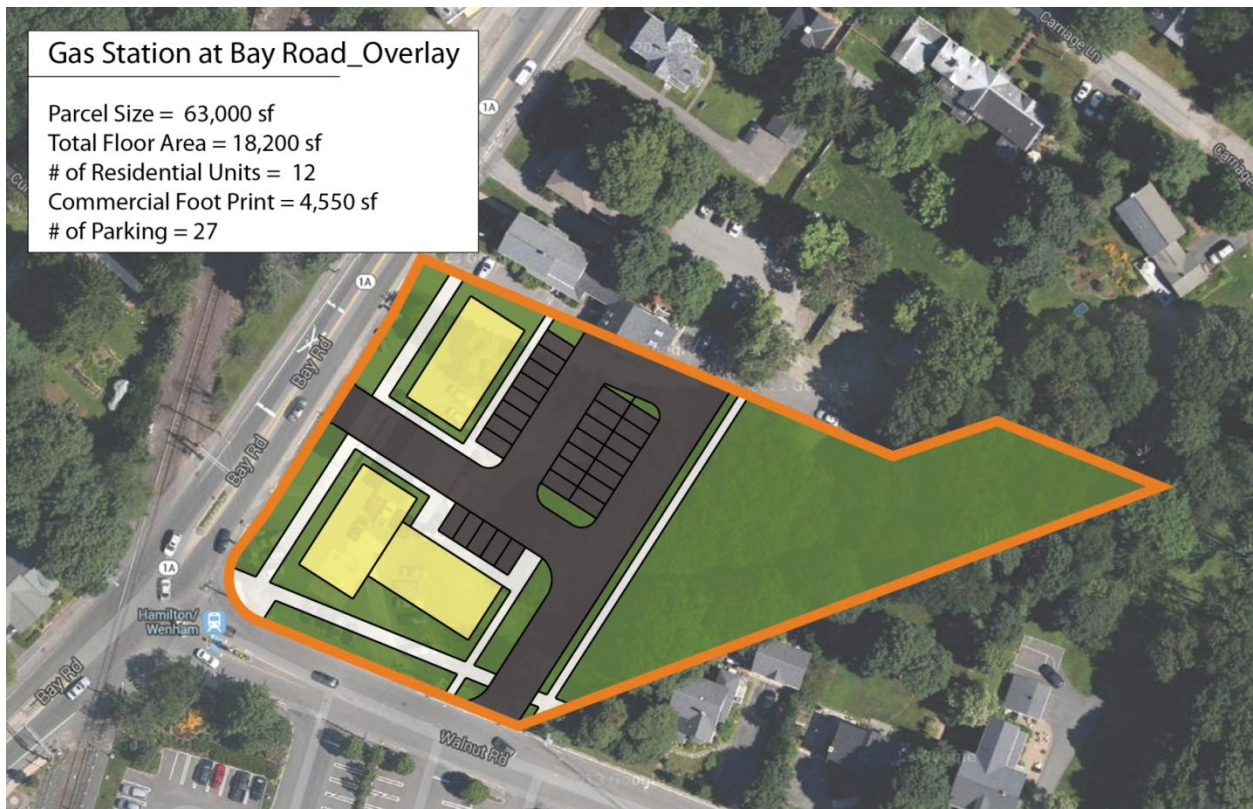 Gas Station at Bay Road_Overlay
Parcel Size = 63,000 sf
Total Floor Area = 18,200 sf
# of Residential Units = 12
Commercial Foot Print = 4,550 sf
# of Parking = 27
1A
Carriage Ln
Carriage
1A
Bay Rd
Bay Rd
1A
Hamilton/
Wenham
Bay Rd
Walnut Rd